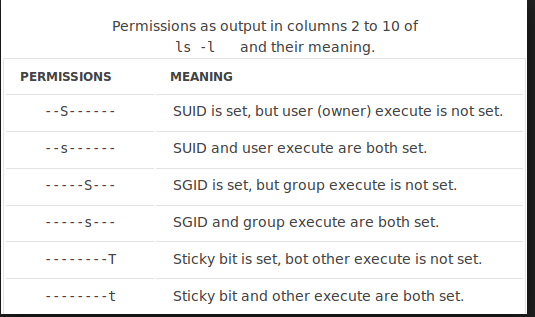 Permissions as output in columns 2 to 10 of
ls -l and their meaning.
PERMISSIONS MEANING
--S------ SUID is set, but user (owner) execute is not set.
--s------ SUID and user execute are both set.
-----S--- SGID is set, but group execute is not set.
-----s--- SGID and group execute are both set.
--------T Sticky bit is set, bot other execute is not set.
--------t Sticky bit and other execute are both set.